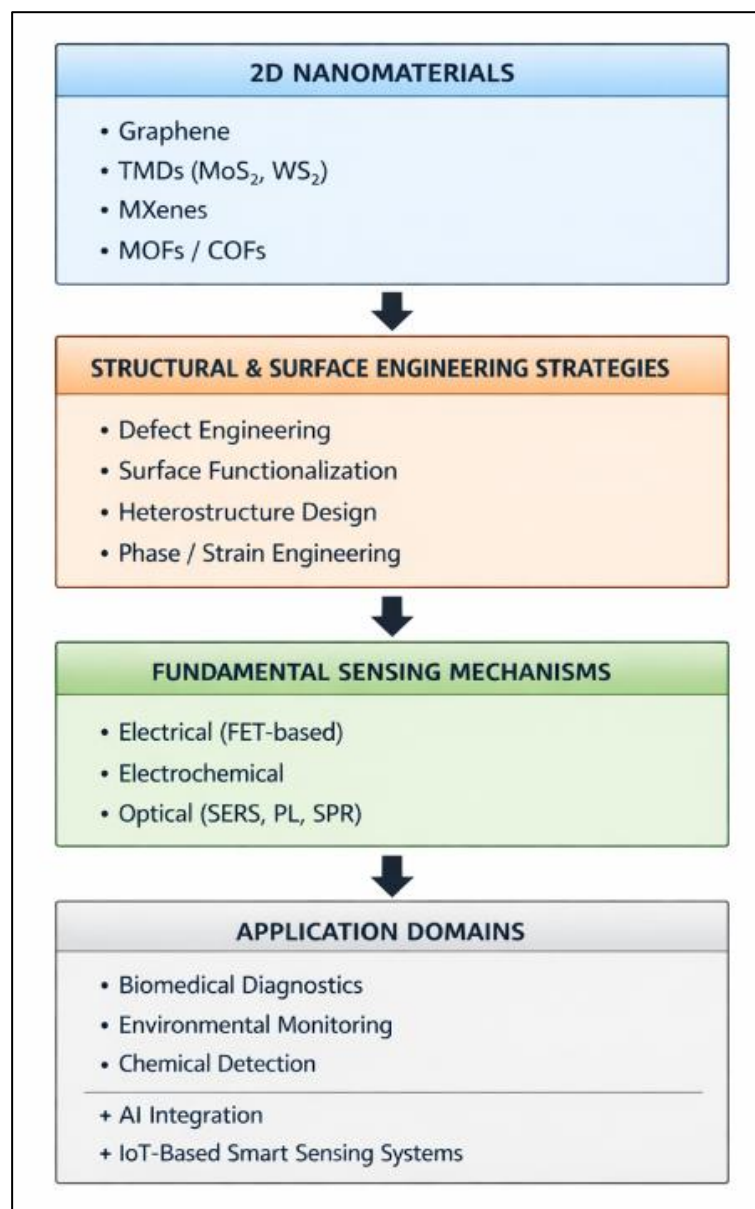 2D NANOMATERIALS
• Graphene
• TMDs (MoS₂, WS₂)
• MXenes
• MOFs / COFs
STRUCTURAL & SURFACE ENGINEERING STRATEGIES
• Defect Engineering
• Surface Functionalization
• Heterostructure Design
• Phase / Strain Engineering
FUNDAMENTAL SENSING MECHANISMS
• Electrical (FET-based)
• Electrochemical
• Optical (SERS, PL, SPR)
APPLICATION DOMAINS
• Biomedical Diagnostics
• Environmental Monitoring
• Chemical Detection
+ AI Integration
+ IoT-Based Smart Sensing Systems